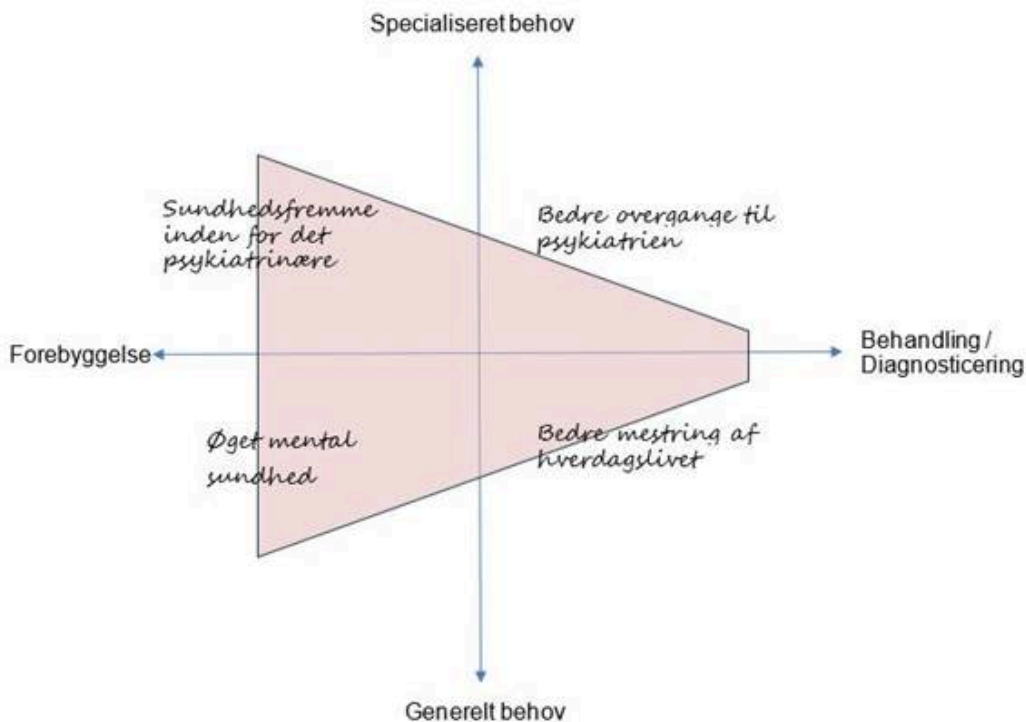 Specialiseret behov
Sundhedsfremme
inden for det
psykiatrinære
Bedre overgange til
psykiatrien
Forebyggelse
Behandling /
Diagnosticering
Øget mental
sundhed
Bedre mestring af
hverdagslivet
Generelt behov